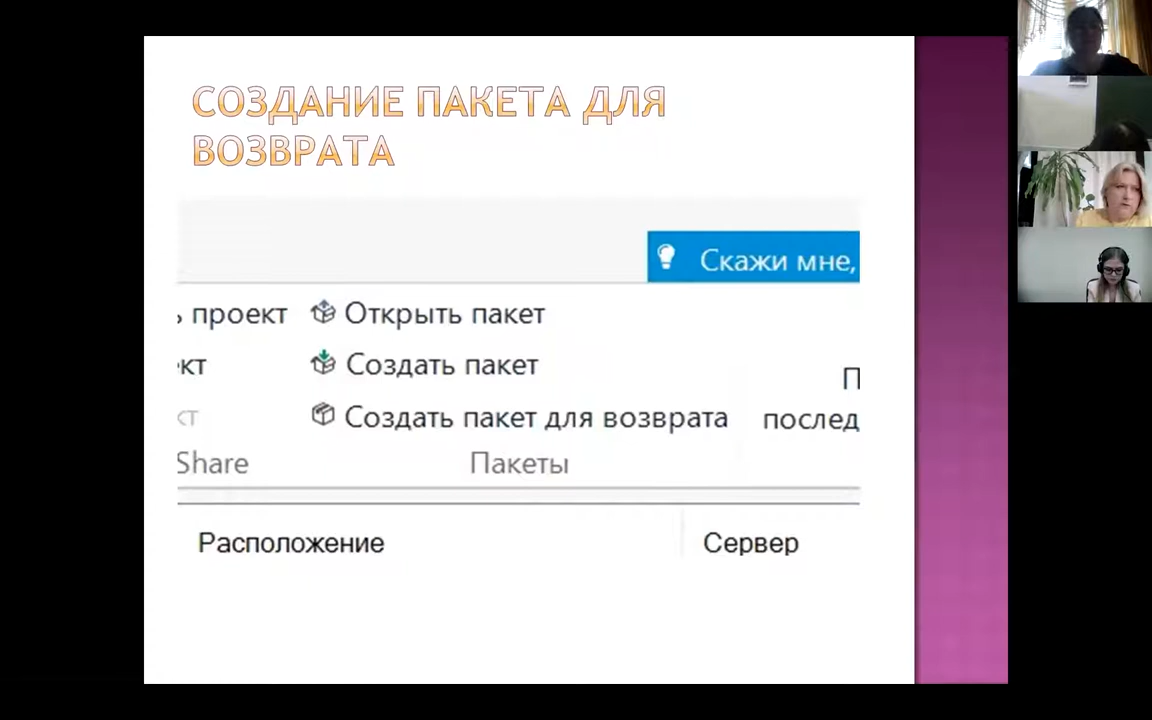 СОЗДАНИЕ ПАКЕТА ДЛЯ
ВОЗВРАТА
Скажи мне,
ь проект
Открыть пакет
кт
Создать пакет
П
кт
Создать пакет для возврата
послед
Share
Пакеты
Расположение
Сервер